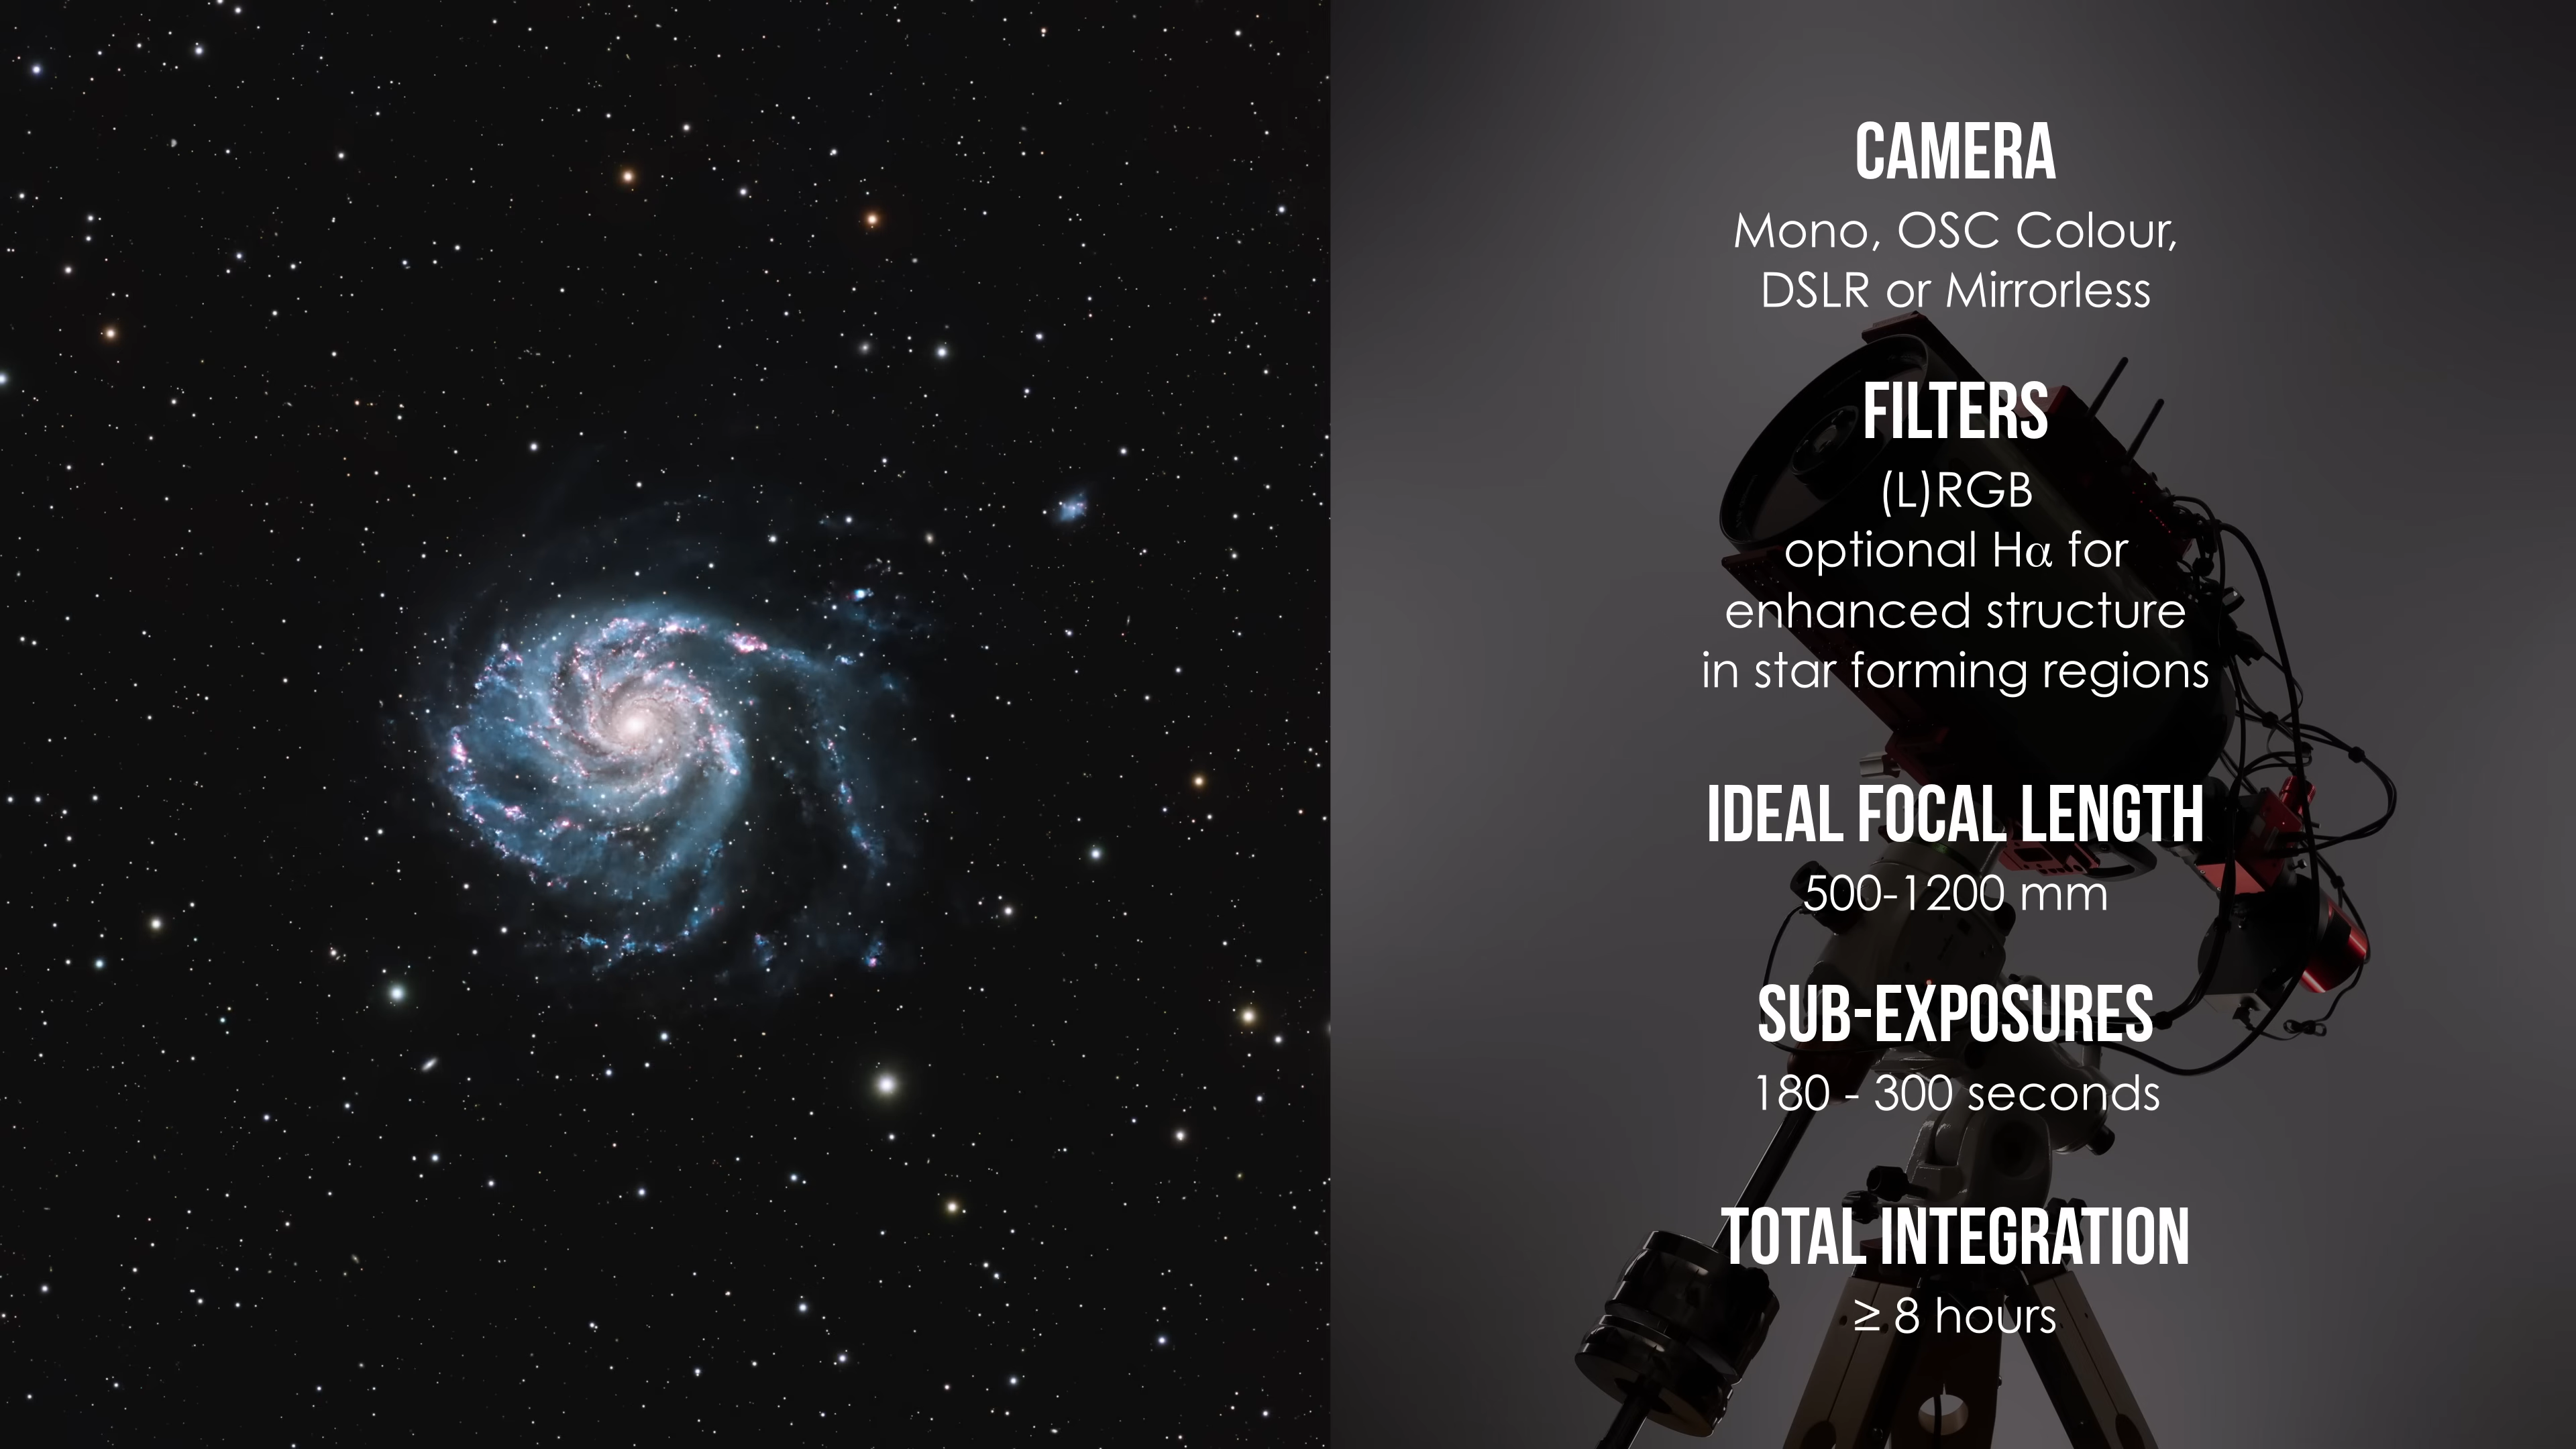 CAMERA
Mono, OSC Colour,
DSLR or Mirrorless
FILTERS
(L)RGB
optional Hα for
enhanced structure
in star forming regions
IDEAL FOCAL LENGTH
500-1200 mm
SUB-EXPOSURES
180 - 300 seconds
TOTAL INTEGRATION
≥ 8 hours